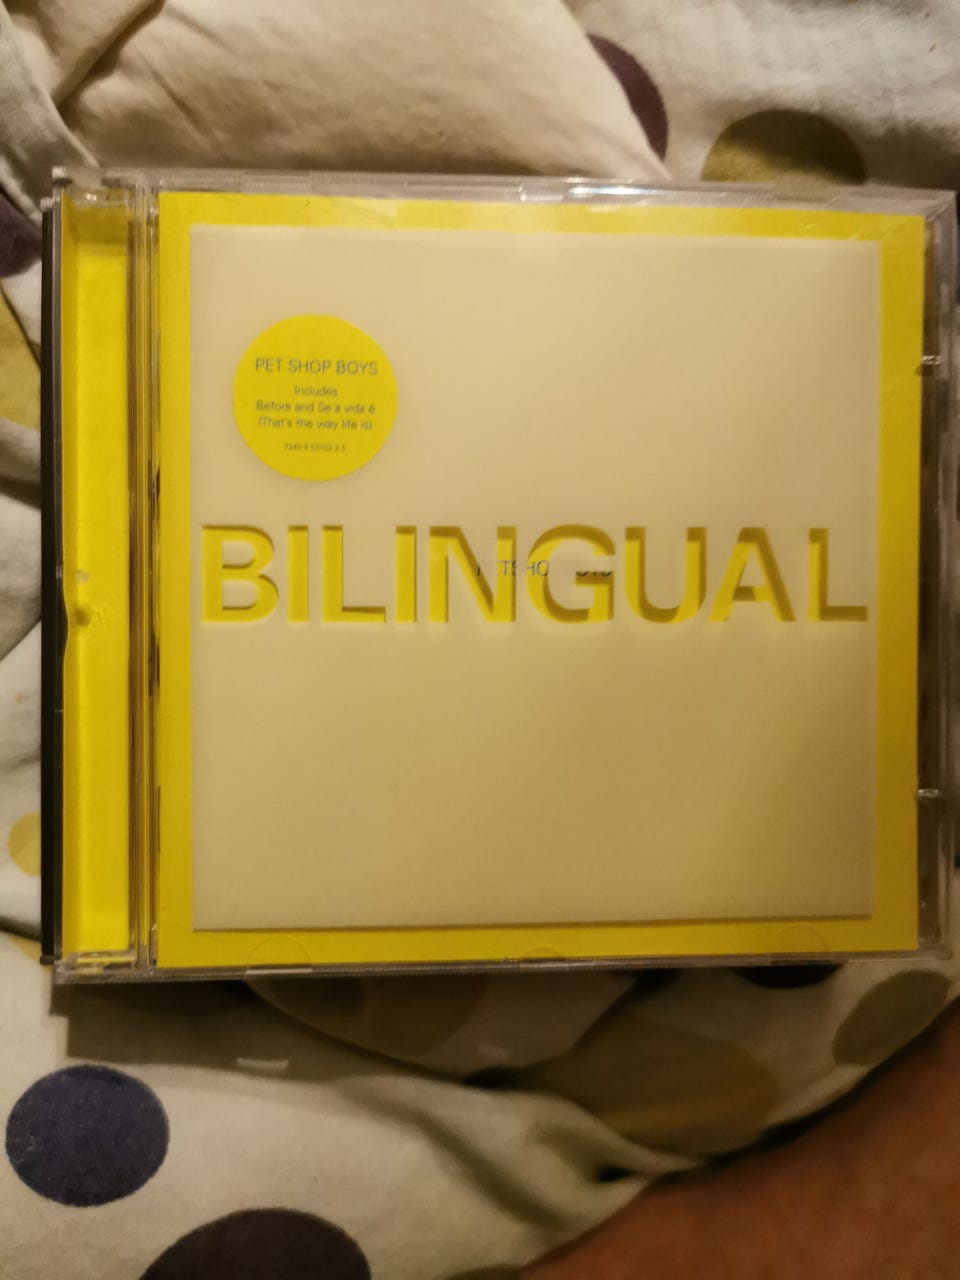 PET SHOP BOYS
Includes
Before and Se a vida é
(That's the way life is)
BILINGUAL